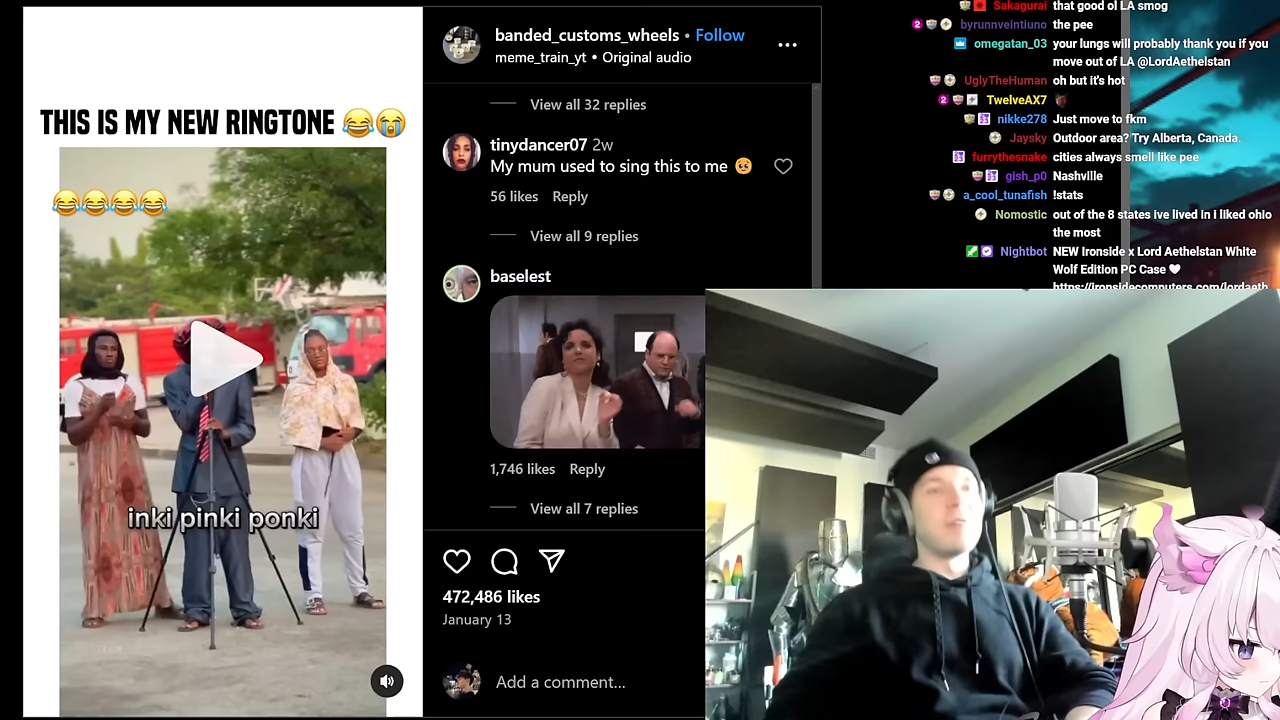 THIS IS MY NEW RINGTONE 😂😭
😂😂😂😂
inki pinki ponki
banded_customs_wheels • Follow
meme_train_yt • Original audio
View all 32 replies
tinydancer07 2w
My mum used to sing this to me 🥺
56 likes Reply
View all 9 replies
baselest
1,746 likes Reply
View all 7 replies
472,486 likes
January 13
Add a comment...
Sakagurai that good ol LA smog
byrunnveintiuno the pee
omegatan_03 your lungs will probably thank you if you
move out of LA @LordAethelstan
UglyTheHuman oh but it's hot
TwelveAX7
nikke278 Just move to fkm
Jaysky Outdoor area? Try Alberta, Canada.
furrythesnake cities always smell like pee
gish_p0 Nashville
a_cool_tunafish !stats
Nomostic out of the 8 states ive lived in i liked ohio
the most
Nightbot NEW Ironside x Lord Aethelstan White
Wolf Edition PC Case 🤍
https://ironsidecomputers.com/lordaeth